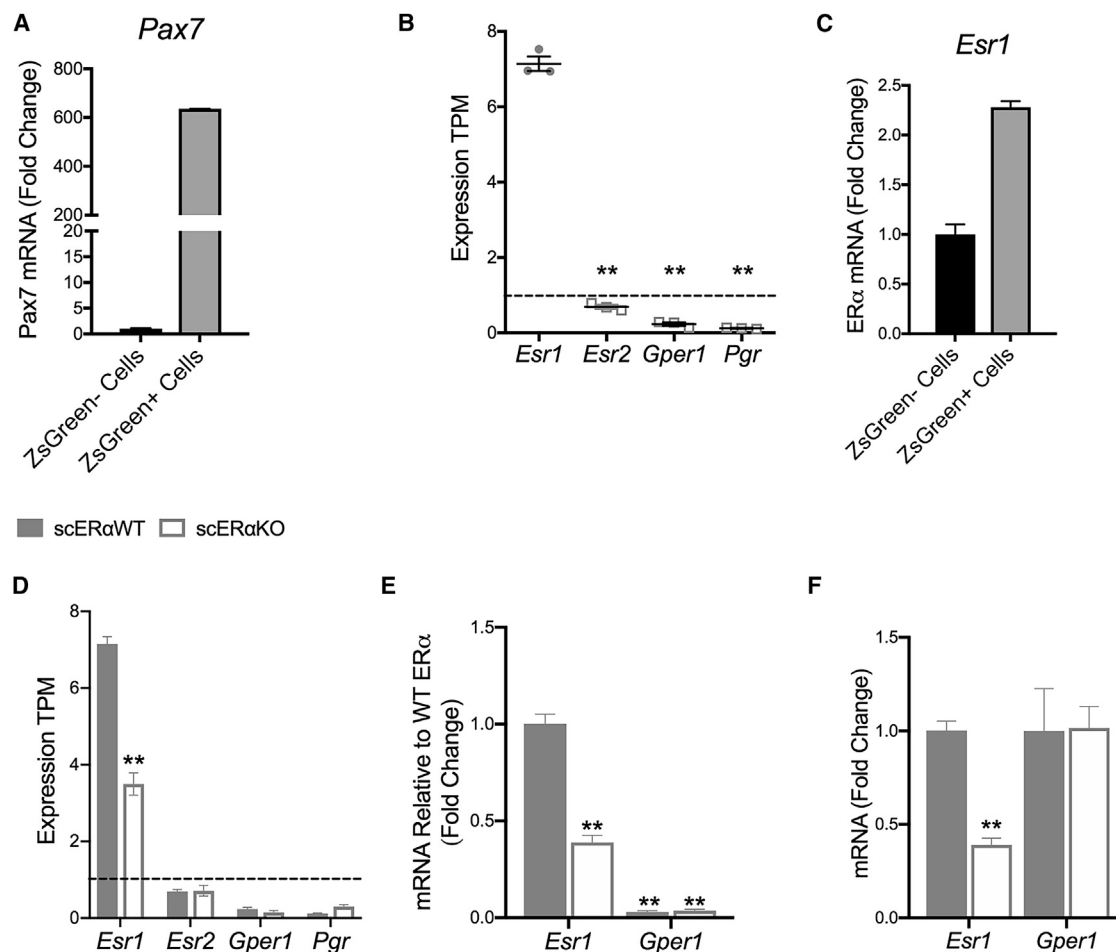 A
Pax7
Pax7 mRNA (Fold Change)
800
600
400
200
20
15
10
5
0
ZsGreen- Cells
ZsGreen+ Cells
B
Expression TPM
8
6
4
2
0
** ** **
Esr1 Esr2 Gper1 Pgr
C
Esr1
ERα mRNA (Fold Change)
2.5
2.0
1.5
1.0
0.5
0.0
ZsGreen- Cells
ZsGreen+ Cells
scERαWT scERαKO
D
Expression TPM
8
6
4
2
0
**
Esr1 Esr2 Gper1 Pgr
E
mRNA Relative to WT ERα
(Fold Change)
1.5
1.0
0.5
0.0
**
** **
Esr1 Gper1
F
mRNA (Fold Change)
1.5
1.0
0.5
0.0
**
Esr1 Gper1